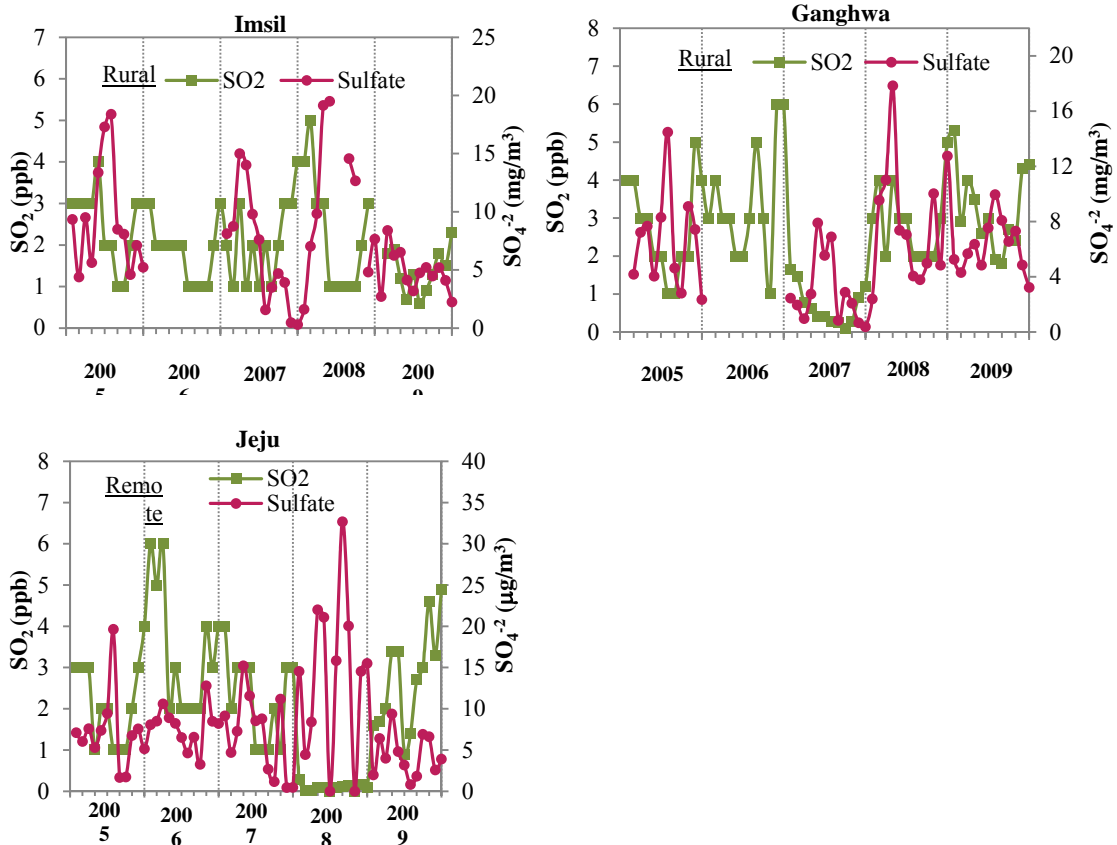 Imsil
Rural
SO2
Sulfate
7
6
5
4
3
2
1
0
SO₂ (ppb)
25
20
15
10
5
0
SO₄⁻² (mg/m³)
200
5
200
6
2007
2008
200
9
Ganghwa
Rural
SO2
Sulfate
8
7
6
5
4
3
2
1
0
SO₂ (ppb)
20
16
12
8
4
0
SO₄⁻² (mg/m³)
2005 2006 2007 2008 2009
Jeju
Remo
te
SO2
Sulfate
8
7
6
5
4
3
2
1
0
SO₂ (ppb)
40
35
30
25
20
15
10
5
0
SO₄⁻² (μg/m³)
200 200 200 200 200
5 6 7 8 9